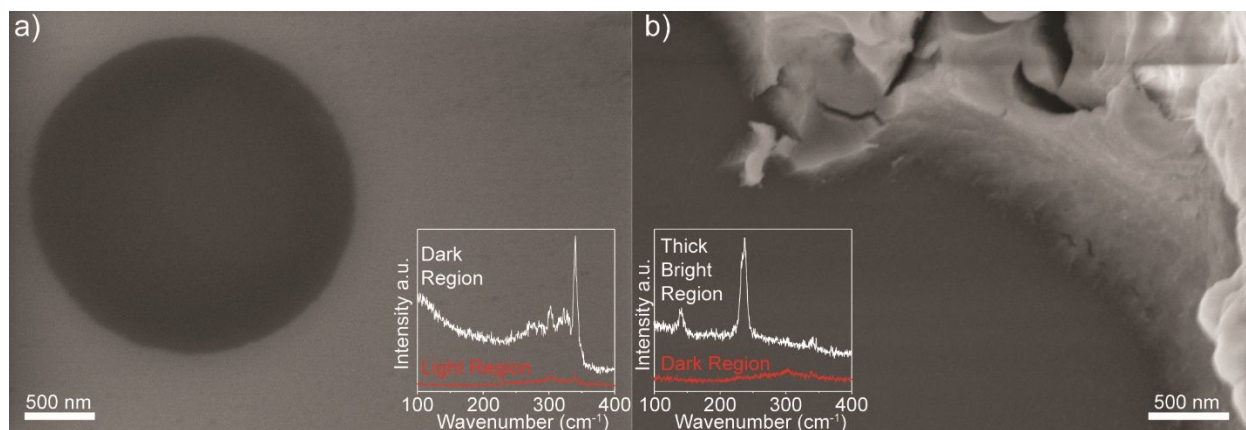 a)
Dark
Region
Light Region
Intensity a.u.
100 200 300 400
Wavenumber (cm⁻¹)
500 nm
b)
Thick
Bright
Region
Dark Region
Intensity a.u.
100 200 300 400
Wavenumber (cm⁻¹)
500 nm